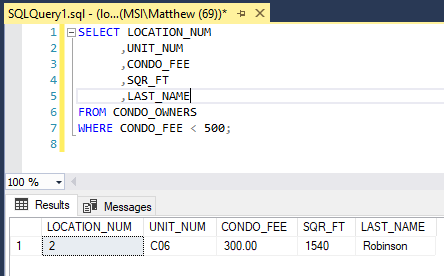 SQLQuery1.sql - (lo...(MSI\Matthew (69))*
1 SELECT LOCATION_NUM
2 ,UNIT_NUM
3 ,CONDO_FEE
4 ,SQR_FT
5 ,LAST_NAME
6 FROM CONDO_OWNERS
7 WHERE CONDO_FEE < 500;
8
100 %
Results Messages
LOCATION_NUM UNIT_NUM CONDO_FEE SQR_FT LAST_NAME
1 2 C06 300.00 1540 Robinson